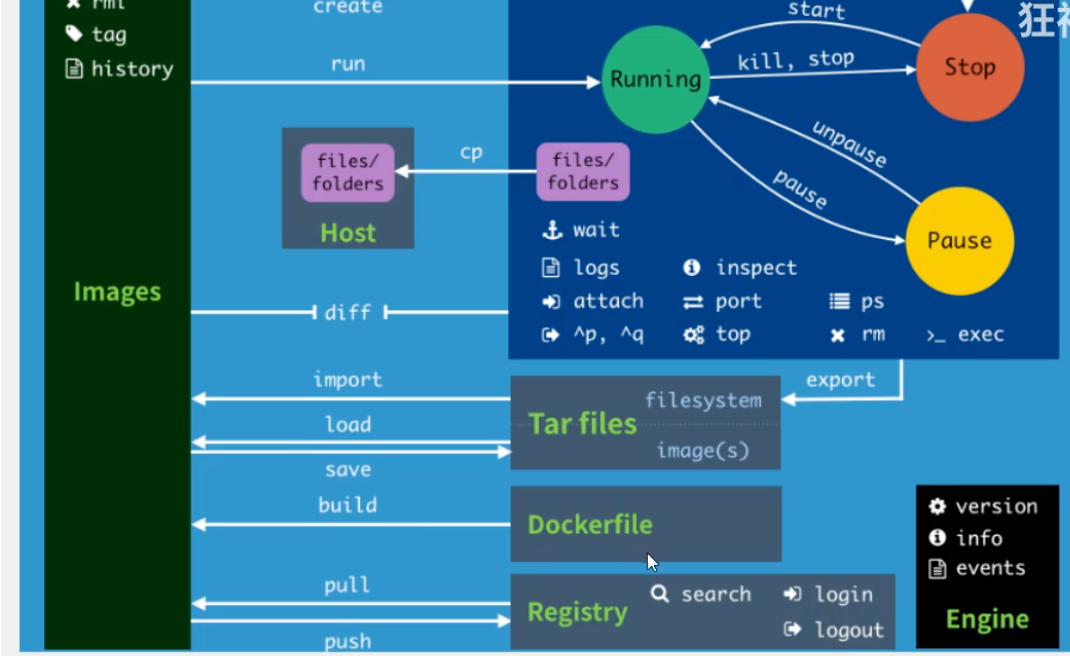 rmi
create
start
狂神
tag
history
run
Running
kill, stop
Stop
files/
folders
cp
files/
folders
unpause
pause
Host
Pause
wait
logs
inspect
Images
attach
port
ps
diff
^p, ^q
top
rm
>_ exec
import
export
filesystem
load
Tar files
image(s)
save
build
Dockerfile
version
info
events
pull
search
login
Registry
Engine
logout
push